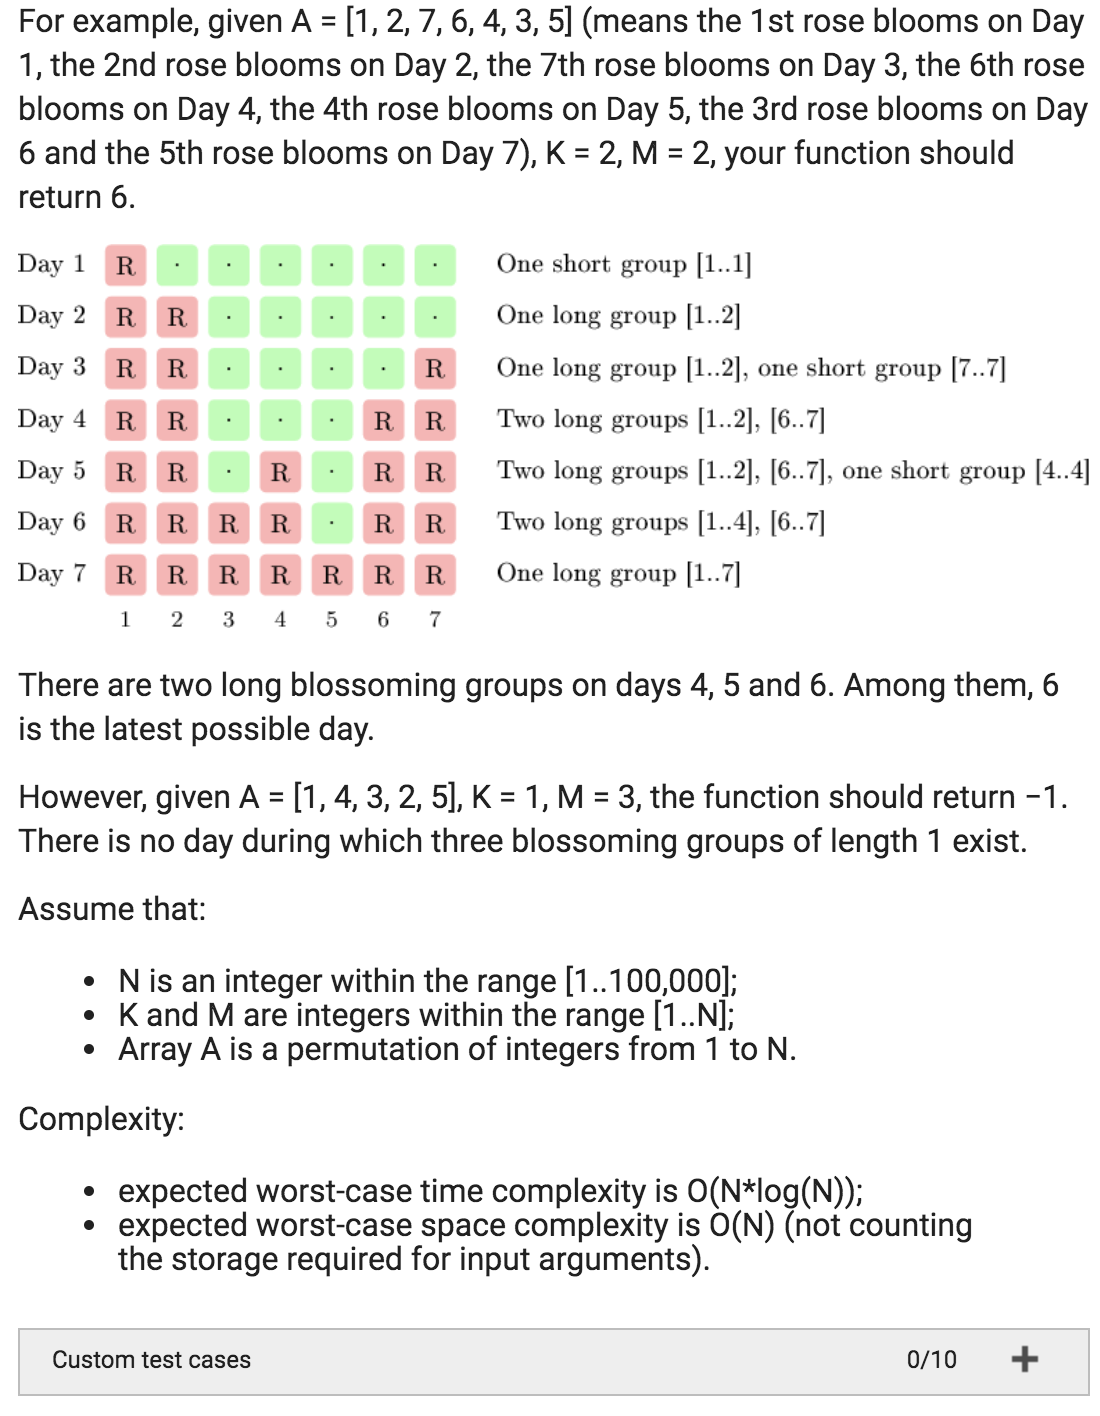 For example, given A = [1, 2, 7, 6, 4, 3, 5] (means the 1st rose blooms on Day
1, the 2nd rose blooms on Day 2, the 7th rose blooms on Day 3, the 6th rose
blooms on Day 4, the 4th rose blooms on Day 5, the 3rd rose blooms on Day
6 and the 5th rose blooms on Day 7), K = 2, M = 2, your function should
return 6.
Day 1 R · · · · · · One short group [1..1]
Day 2 R R · · · · · One long group [1..2]
Day 3 R R · · · · R One long group [1..2], one short group [7..7]
Day 4 R R · · · R R Two long groups [1..2], [6..7]
Day 5 R R · R · R R Two long groups [1..2], [6..7], one short group [4..4]
Day 6 R R R R · R R Two long groups [1..4], [6..7]
Day 7 R R R R R R R One long group [1..7]
1 2 3 4 5 6 7
There are two long blossoming groups on days 4, 5 and 6. Among them, 6
is the latest possible day.
However, given A = [1, 4, 3, 2, 5], K = 1, M = 3, the function should return −1.
There is no day during which three blossoming groups of length 1 exist.
Assume that:
• N is an integer within the range [1..100,000];
• K and M are integers within the range [1..N];
• Array A is a permutation of integers from 1 to N.
Complexity:
• expected worst-case time complexity is O(N*log(N));
• expected worst-case space complexity is O(N) (not counting
the storage required for input arguments).
Custom test cases 0/10 +